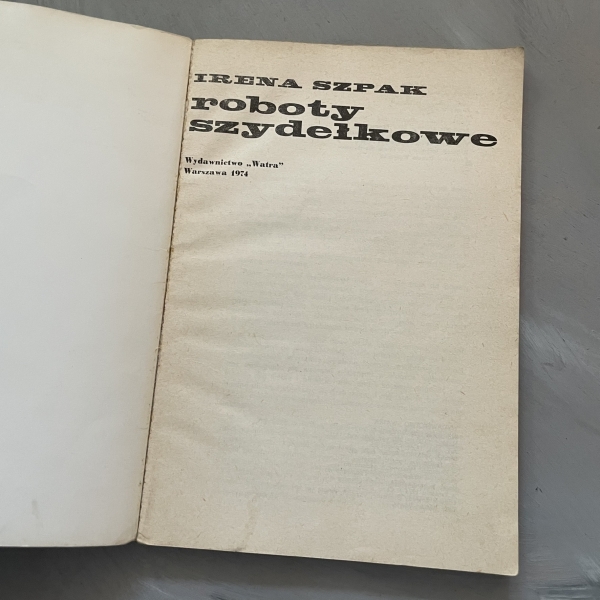 IRENA SZPAK
roboty
szydełkowe
Wydawnictwo „Watra"
Warszawa 1974